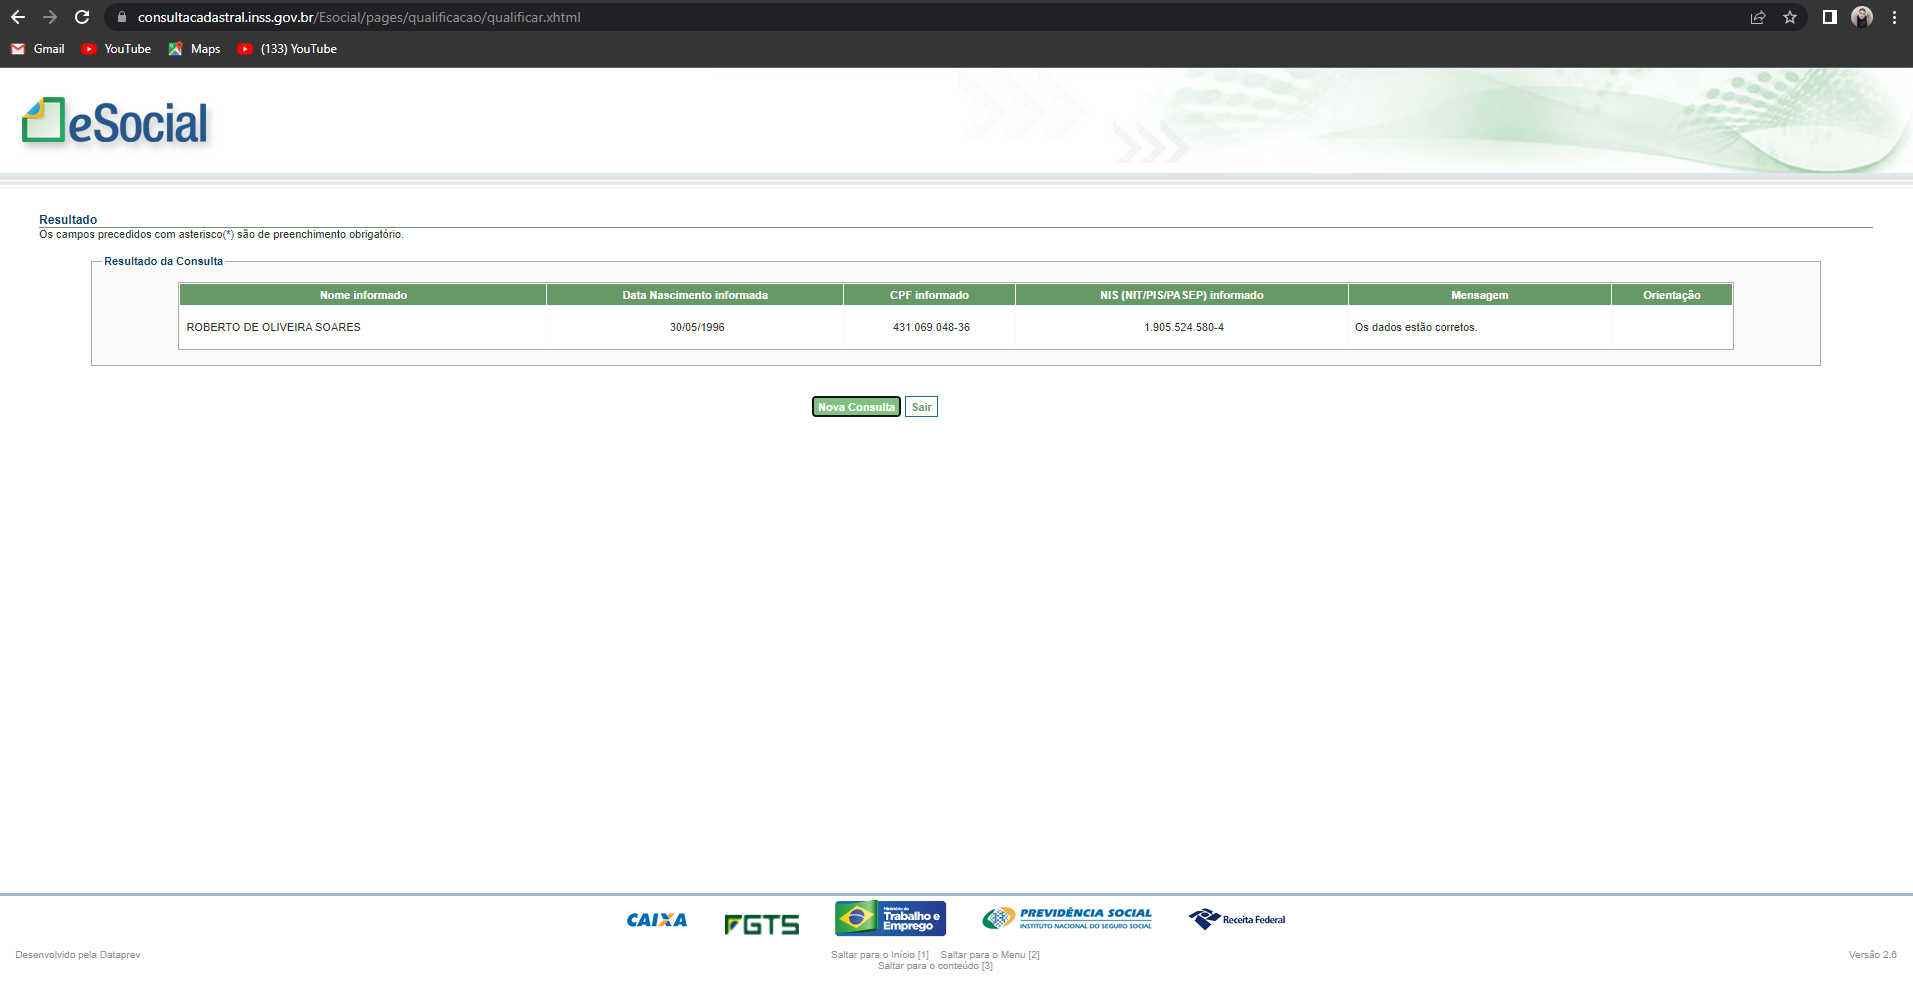 consultacadastral.inss.gov.br/Esocial/pages/qualificacao/qualificar.xhtml
Gmail YouTube Maps (133) YouTube
eSocial
Resultado
Os campos precedidos com asterisco(*) são de preenchimento obrigatório.
Resultado da Consulta
Nome informado Data Nascimento informada CPF informado NIS (NIT/PIS/PASEP) informado Mensagem Orientação
ROBERTO DE OLIVEIRA SOARES 30/05/1996 431.069.048-36 1.905.524.580-4 Os dados estão corretos.
Nova Consulta Sair
CAIXA FGTS Ministério do Trabalho e Emprego PREVIDÊNCIA SOCIAL INSTITUTO NACIONAL DO SEGURO SOCIAL Receita Federal
Desenvolvido pela Dataprev Saltar para o Início [1] Saltar para o Menu [2] Versão 2.6
Saltar para o conteúdo [3]